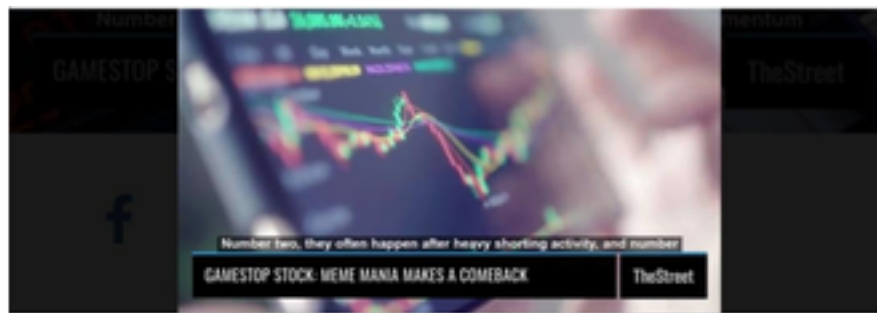 Number
mentum
GAMESTOP S
TheStreet
f
Number two, they often happen after heavy shorting activity, and number
GAMESTOP STOCK: MEME MANIA MAKES A COMEBACK
TheStreet